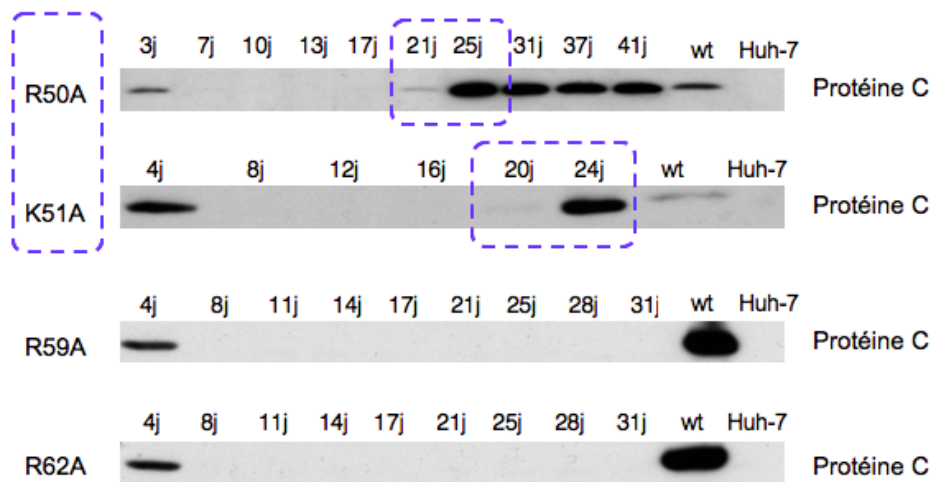 3j 7j 10j 13j 17j 21j 25j 31j 37j 41j wt Huh-7
R50A Protéine C
4j 8j 12j 16j 20j 24j wt Huh-7
K51A Protéine C
4j 8j 11j 14j 17j 21j 25j 28j 31j wt Huh-7
R59A Protéine C
4j 8j 11j 14j 17j 21j 25j 28j 31j wt Huh-7
R62A Protéine C